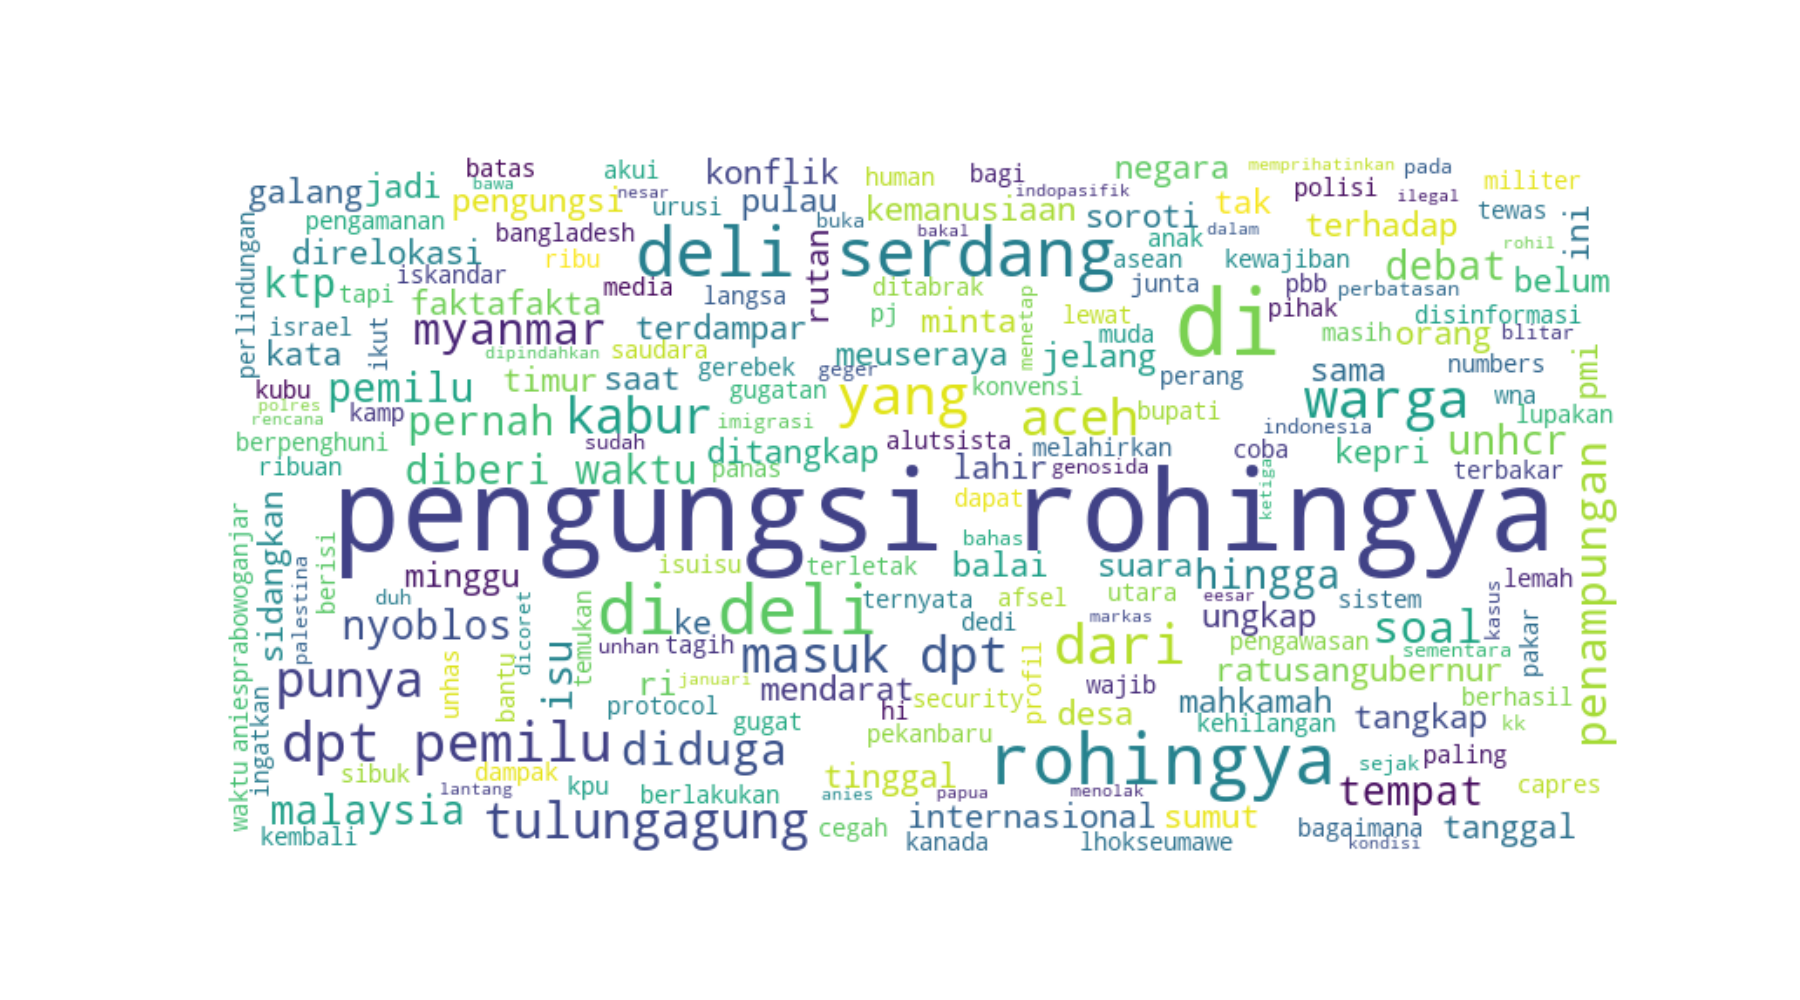 batas
akui
konflik
human
bagi
negara
memprihatinkan
pada
galang
jadi
bawa
pengungsi
nesar
urusi
pulau
indopasifik
polisi
ilegal
militer
pengamanan
buka
kemanusiaan
soroti
tak
terhadap
tewas
ini
perlindungan
bangladesh
deli serdang
bakal
anak
dalam
rohil
direlokasi
ribu
rutan
asean
kewajiban
debat
belum
ktp
tapi
iskandar
media
langsa
ditabrak
junta
di
pbb
perbatasan
faktafakta
pj
minta
menetap
lewat
pihak
disinformasi
israel
ikut
myanmar
terdampar
muda
masih
orang
blitar
kata
dipindahkan
saudara
gerebek
meuseraya
jelang
perang
sama
numbers
pmi
kubu
pemilu
timur
saat
geger
gugatan
yang
konvensi
warga
wna
polres
rencana
kamp
pernah
kabur
imigrasi
aceh
bupati
indonesia
lupakan
berpenghuni
sudah
ditangkap
alutsista
melahirkan
coba
kepri
unhcr
ribuan
diberi waktu
panas
lahir
genosida
ketiga
terbakar
penampungan
pengungsi rohingya
dapat
waktu aniesprabowoganjar
sidangkan
berisi
bahas
palestina
minggu
isuisu
terletak
balai
suara
hingga
lemah
duh
dicoret
temukan
di deli
ternyata
afsel
utara
eesar
sistem
kasus
nyoblos
ke
dedi
markas
ungkap
soal
pakar
isu
unhan
tagih
masuk dpt
profil
dari
pengawasan
sementara
punya
unhas
bantu
ri
januari
mendarat
security
wajib
ratusangubernur
ingatkan
protocol
hi
desa
mahkamah
berhasil
gugat
kehilangan
tangkap
kk
dpt pemilu
diduga
pekanbaru
rohingya
sejak
paling
sibuk
dampak
kpu
tinggal
tempat
capres
lantang
berlakukan
anies
papua
menolak
malaysia
tulungagung
cegah
internasional
sumut
bagaimana
tanggal
kembali
kanada
lhokseumawe
kondisi